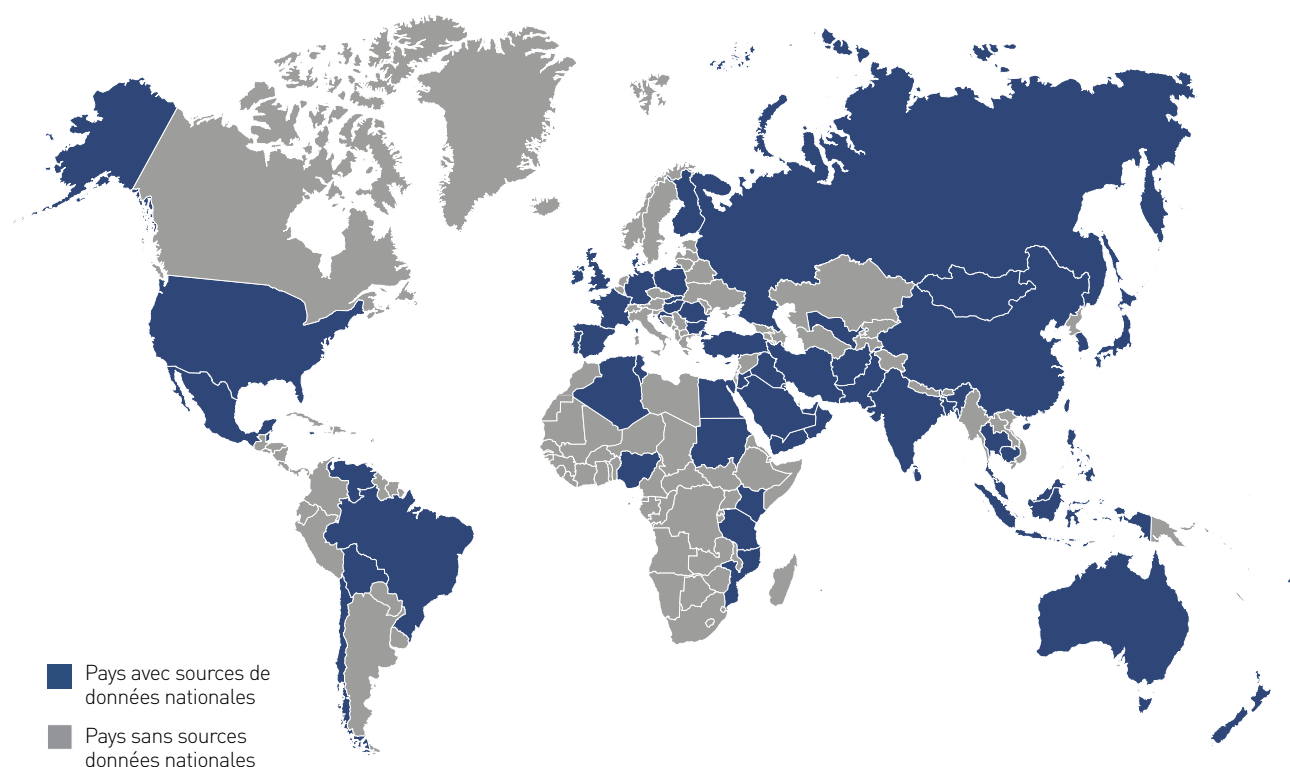 Pays avec sources de
données nationales
Pays sans sources
données nationales